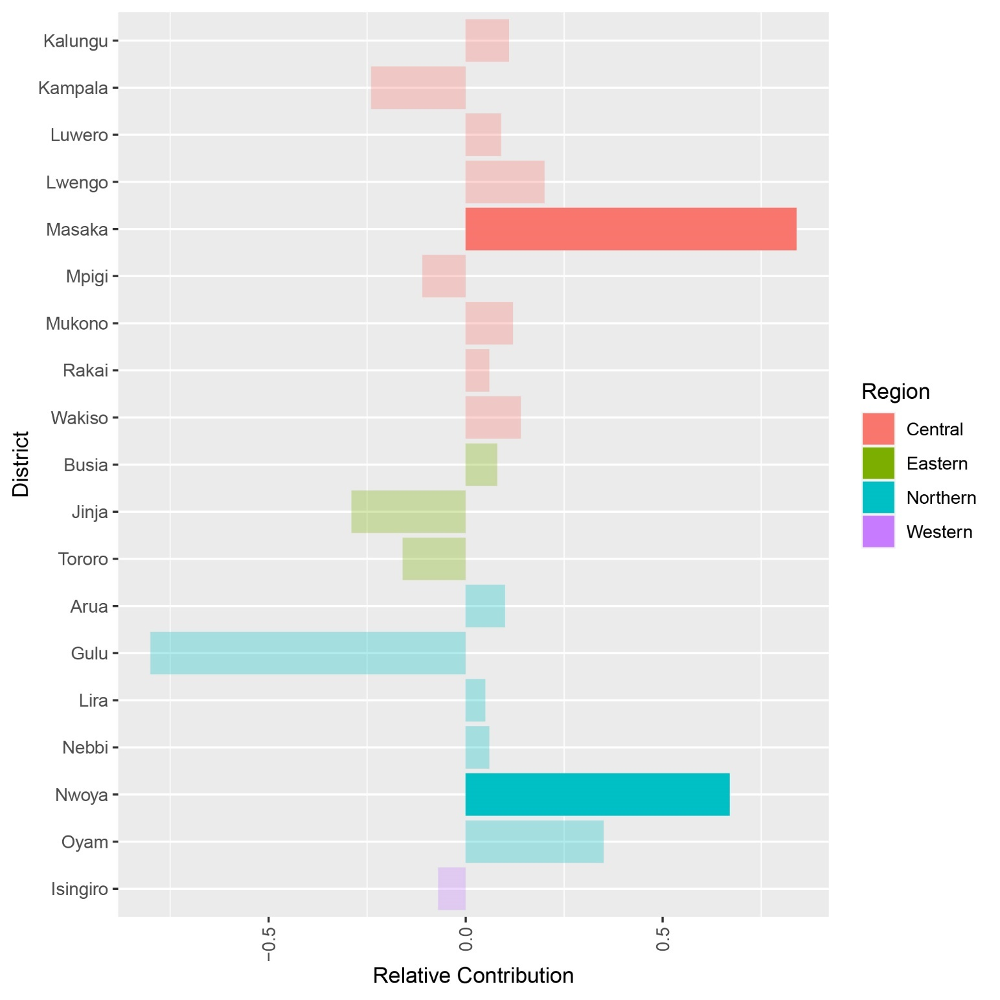 Kalungu
Kampala
Luwero
Lwengo
Masaka
Mpigi
Mukono
Rakai
Wakiso
Busia
Jinja
Tororo
Arua
Gulu
Lira
Nebbi
Nwoya
Oyam
Isingiro
District
−0.5
0.0
0.5
Relative Contribution
Region
Central
Eastern
Northern
Western